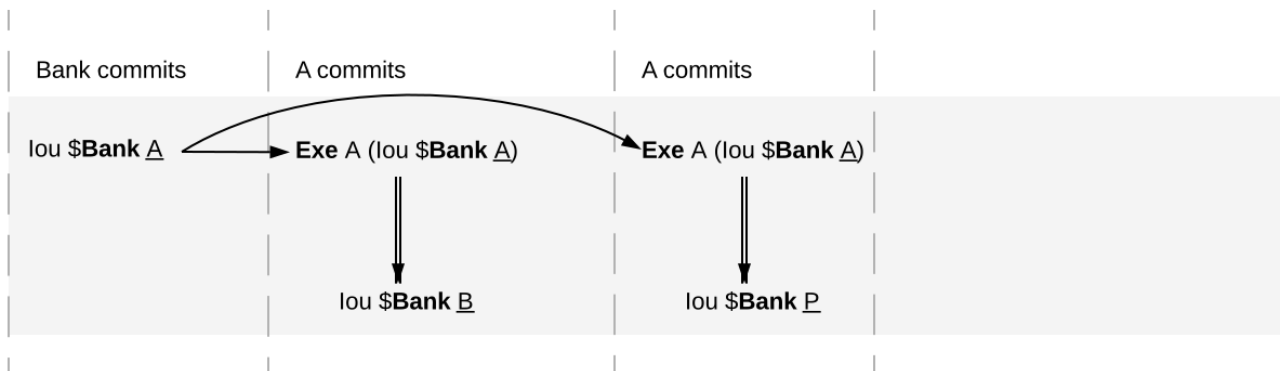 Bank commits
A commits
A commits
Iou $Bank A
Exe A (Iou $Bank A)
Exe A (Iou $Bank A)
Iou $Bank B
Iou $Bank P